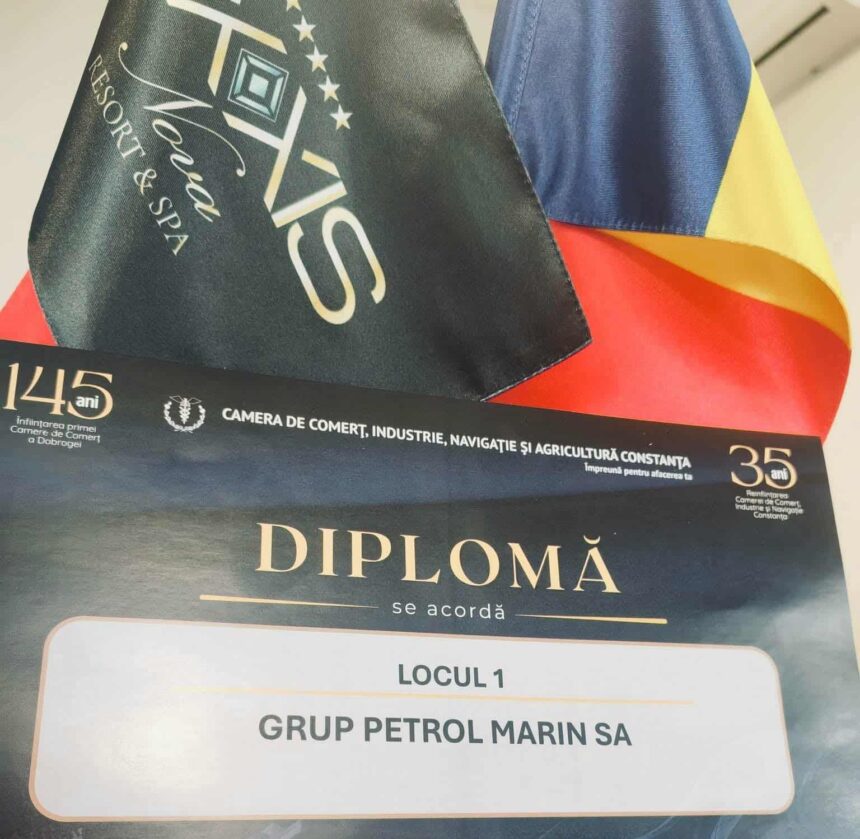 Nova
RESORT & SPA
145
ani
Înființarea primei
Camere de Comerț
a Dobrogei
CAMERA DE COMERȚ, INDUSTRIE, NAVIGAȚIE ȘI AGRICULTURĂ CONSTANȚA
Împreună pentru afacerea ta
35
ani
Reînființarea
Camerei de Comerț,
Industrie și Navigație
Constanța
DIPLOMĂ
se acordă
LOCUL 1
GRUP PETROL MARIN SA